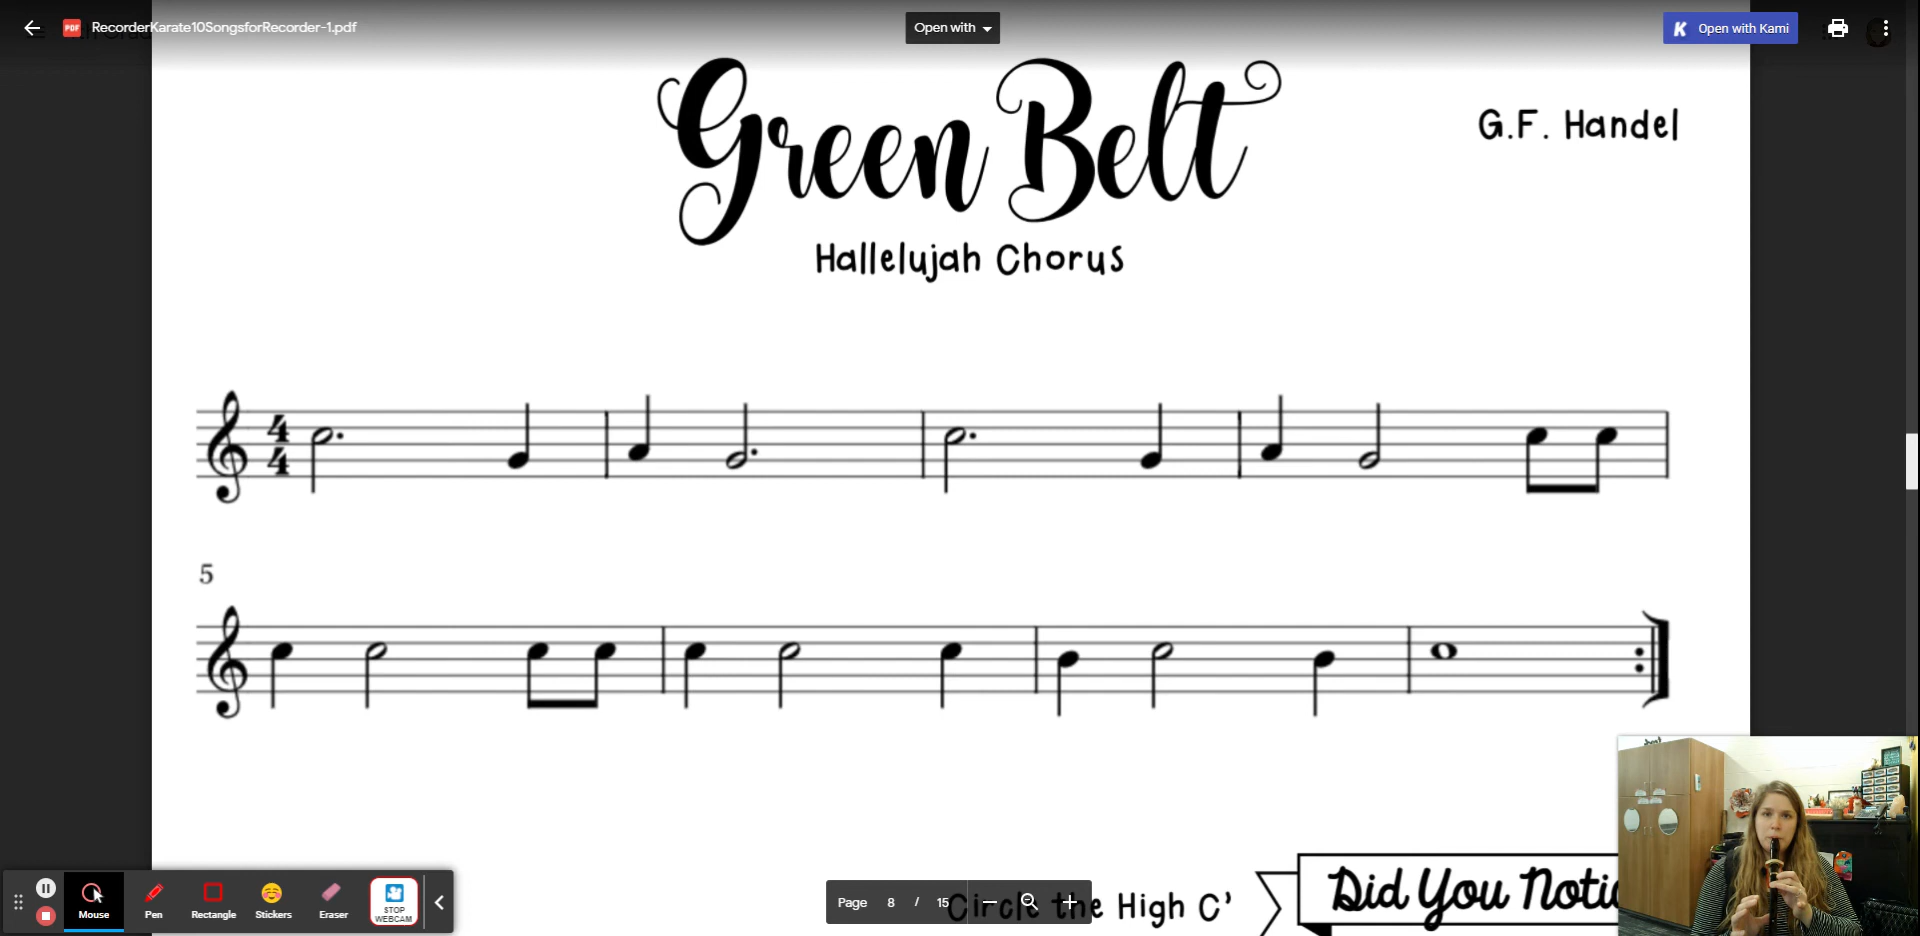 RecorderKarate10SongsforRecorder-1.pdf
Open with
K Open with Kami
Green Belt
G.F. Handel
Hallelujah Chorus
4
4
5
Circle the High C'
Did You
Page 8 / 15
Mouse
Pen
Rectangle
Stickers
Eraser
STOP
WEBCAM